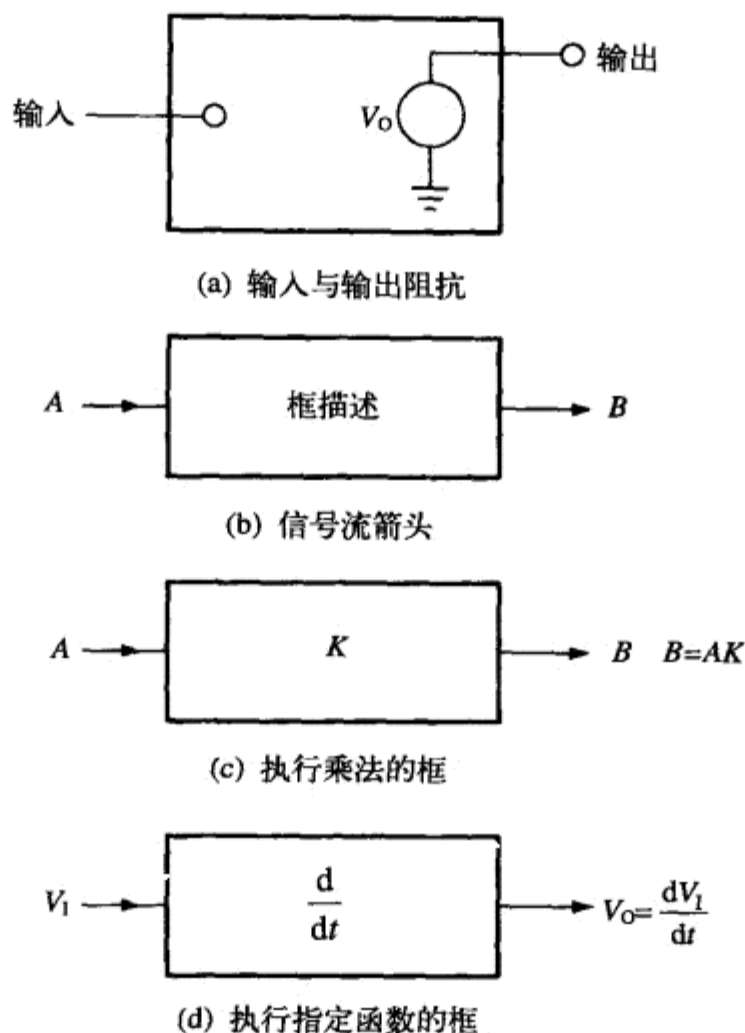 输入
V_O
输出
(a) 输入与输出阻抗
A 框描述 B
(b) 信号流箭头
A K B B=AK
(c) 执行乘法的框
V_1 d/dt V_O=dV_I/dt
(d) 执行指定函数的框